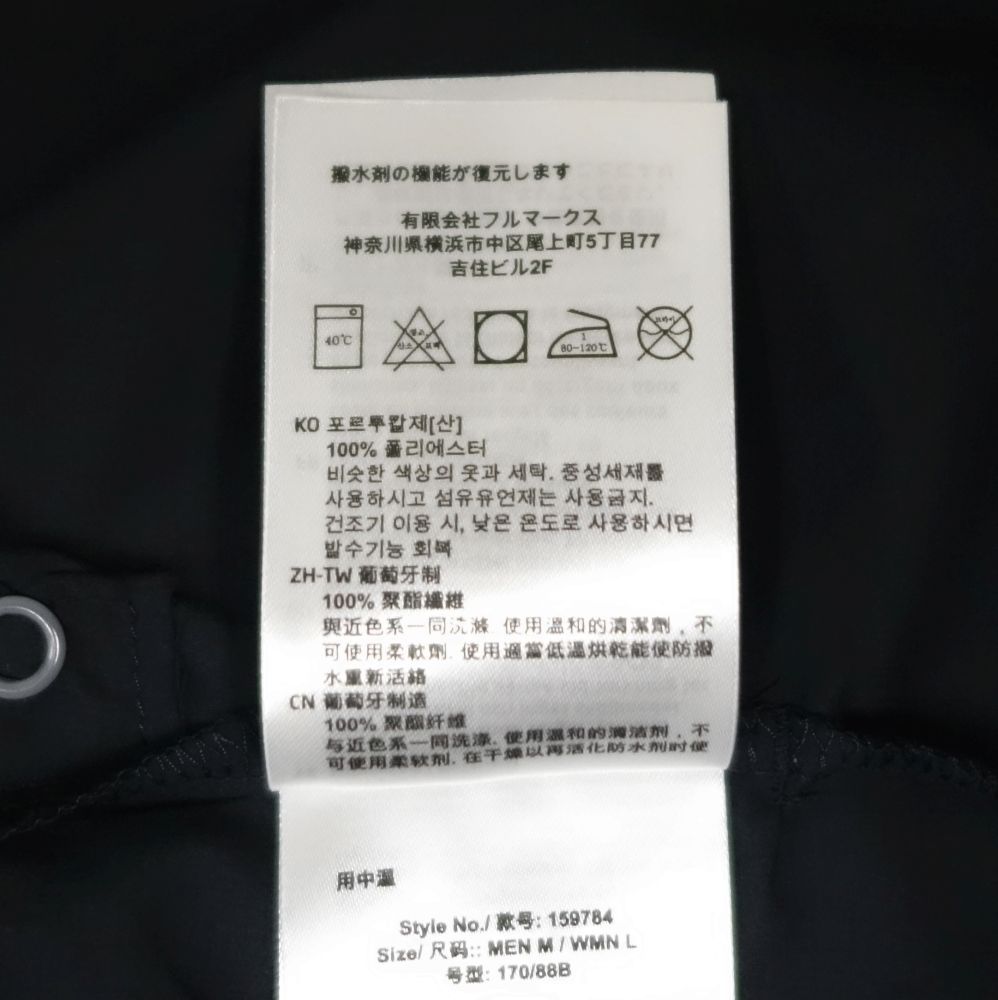 撥水剤の機能が復元します
有限会社フルマークス
神奈川県横浜市中区尾上町5丁目77
吉住ビル2F
40℃
염소,
산소 표백
1
80~120℃
드라이
KO 포르투갈제[산]
100% 폴리에스터
비슷한 색상의 옷과 세탁. 중성세제를
사용하시고 섬유유연제는 사용금지.
건조기 이용 시, 낮은 온도로 사용하시면
발수기능 회복
ZH-TW 葡萄牙制
100% 聚酯纖維
與近色系一同洗滌. 使用溫和的清潔劑，不
可使用柔軟劑. 使用適當低溫烘乾能使防撥
水重新活絡
CN 葡萄牙制造
100% 聚酯纤维
与近色系一同洗涤. 使用温和的清洁剂，不
可使用柔软剂. 在干燥以再活化防水剂时使
用中温
Style No./ 款号: 159784
Size/ 尺码:: MEN M / WMN L
号型: 170/88B